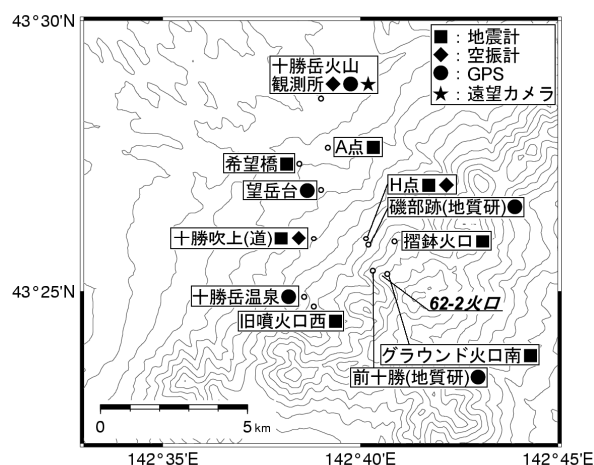 43°30'N
■：地震計
◆：空振計
●：GPS
★：遠望カメラ
十勝岳火山
観測所◆●★
A点■
希望橋■
望岳台●
H点■◆
磯部跡(地質研)●
十勝吹上(道)■◆
摺鉢火口■
43°25'N
十勝岳温泉●
62-2火口
旧噴火口西■
グラウンド火口南■
前十勝(地質研)●
0 5 km
142°35'E 142°40'E 142°45'E